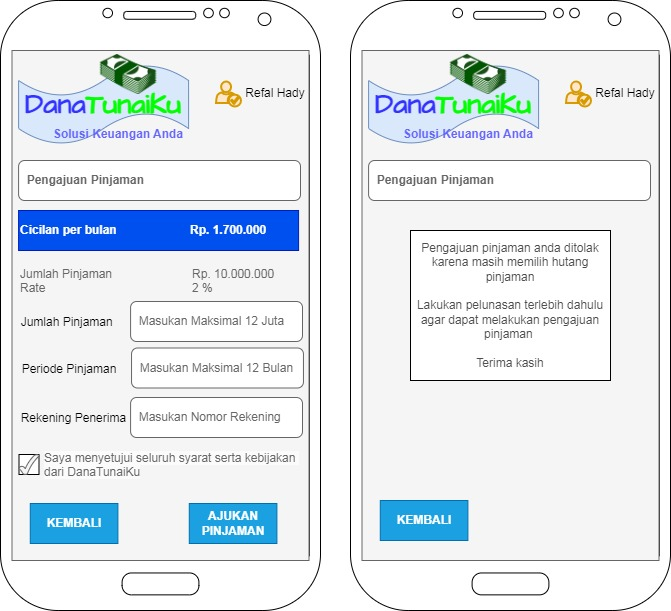 DanaTunaiKu
Solusi Keuangan Anda
Refal Hady
Pengajuan Pinjaman
Cicilan per bulan Rp. 1.700.000
Jumlah Pinjaman Rp. 10.000.000
Rate 2 %
Jumlah Pinjaman Masukan Maksimal 12 Juta
Periode Pinjaman Masukan Maksimal 12 Bulan
Rekening Penerima Masukan Nomor Rekening
Saya menyetujui seluruh syarat serta kebijakan
dari DanaTunaiKu
KEMBALI
AJUKAN
PINJAMAN
DanaTunaiKu
Solusi Keuangan Anda
Refal Hady
Pengajuan Pinjaman
Pengajuan pinjaman anda ditolak
karena masih memilih hutang
pinjaman
Lakukan pelunasan terlebih dahulu
agar dapat melakukan pengajuan
pinjaman
Terima kasih
KEMBALI